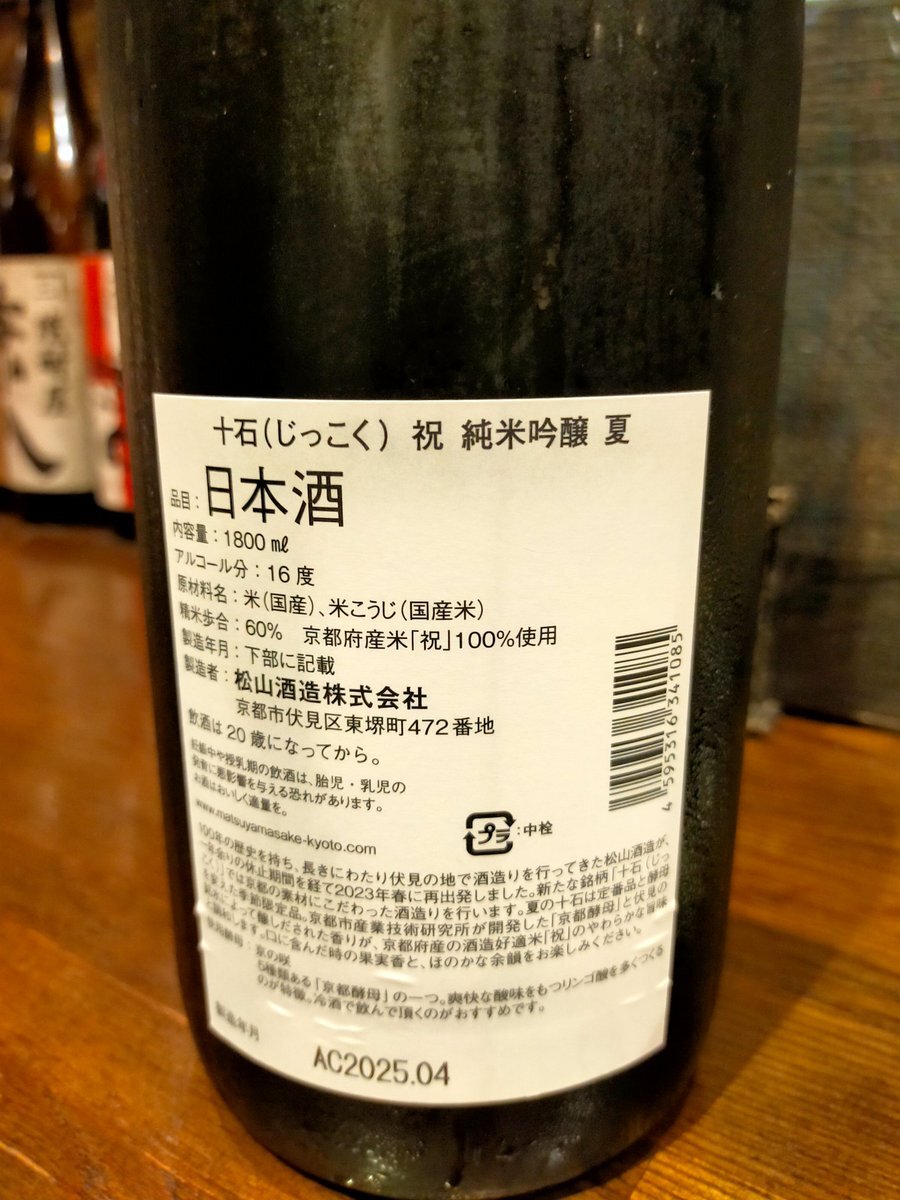 十石(じっこく) 祝 純米吟醸 夏
品目:日本酒
内容量:1800㎖
アルコール分:16度
原材料名:米(国産)、米こうじ(国産米)
精米歩合:60% 京都府産米「祝」100%使用
製造年月:下部に記載
製造者:松山酒造株式会社
京都市伏見区東堺町472番地
飲酒は20歳になってから。
妊娠中や授乳期の飲酒は、胎児・乳児の
発育に悪影響を与える恐れがあります。
お酒はおいしく適量を。
www.matsuyamasake-kyoto.com
プラ:中栓
4595316341085
100年の歴史を持ち、長きにわたり伏見の地で酒造りを行ってきた松山酒造が、
一年余りの休止期間を経て2023年春に再出発しました。新たな銘柄「十石(じっ
こく)」では京都の素材にこだわった酒造りを行います。夏の十石は定番品と酵母
を変えた季節限定品。京都市産業技術研究所が開発した「京都酵母」と伏見の
によって醸しだされた香りが、京都府産の酒造好適米「祝」のやわらかな旨味
します。口に含んだ時の果実香と、ほのかな余韻をお楽しみください。
使用酵母:京の咲
5種類ある「京都酵母」の一つ。爽快な酸味をもつリンゴ酸を多くつくる
のが特徴。冷酒で飲んで頂くのがおすすめです。
製造年月
AC2025.04